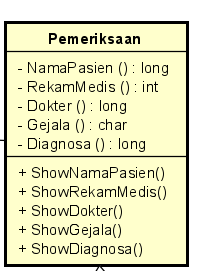 Pemeriksaan
- NamaPasien () : long
- RekamMedis () : int
- Dokter () : long
- Gejala () : char
- Diagnosa () : long
+ ShowNamaPasien()
+ ShowRekamMedis()
+ ShowDokter()
+ ShowGejala()
+ ShowDiagnosa()